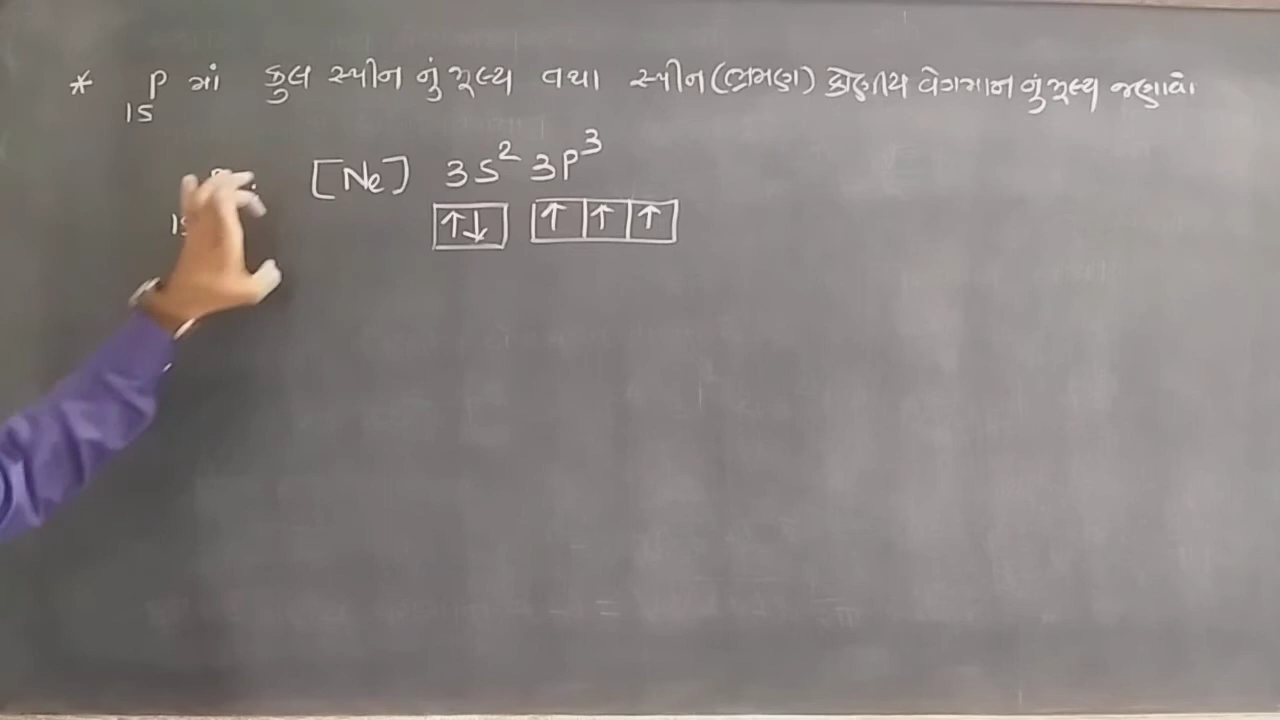 * ₁₅P માં કુલ સ્પીન નું મૂલ્ય તથા સ્પીન (ભ્રમણ) કોણીય વેગમાન નું મૂલ્ય જણાવો
[Ne] 3s² 3p³
↑↓ ↑ ↑ ↑